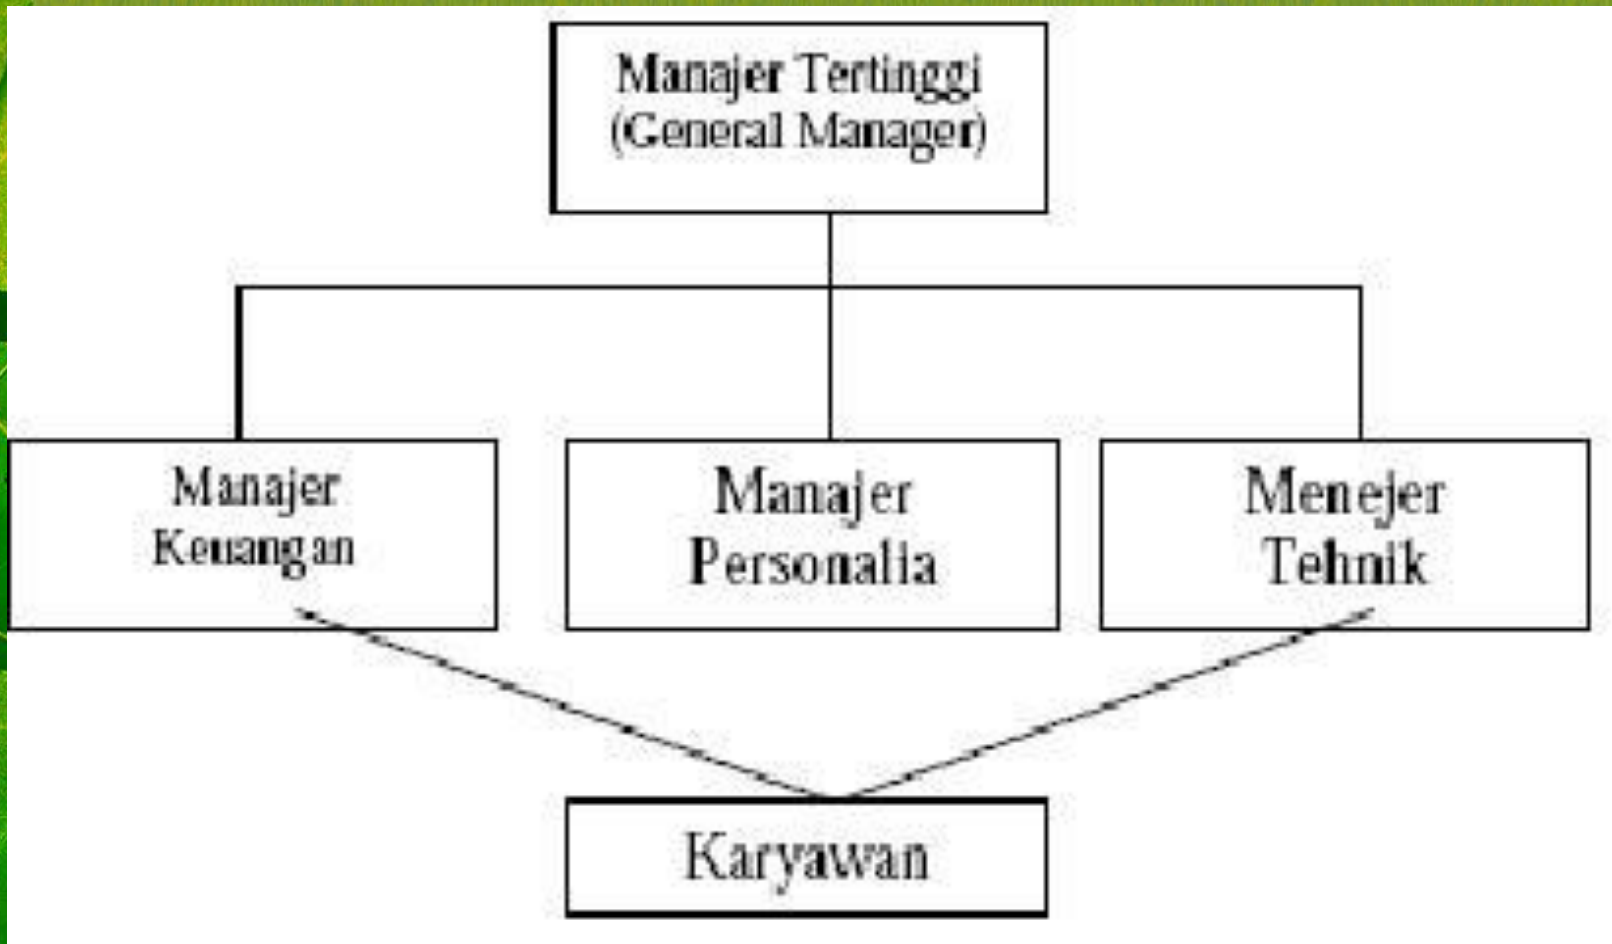 Manajer Tertinggi
(General Manager)
Manajer
Keuangan
Manajer
Personalia
Menejer
Tehnik
Karyawan